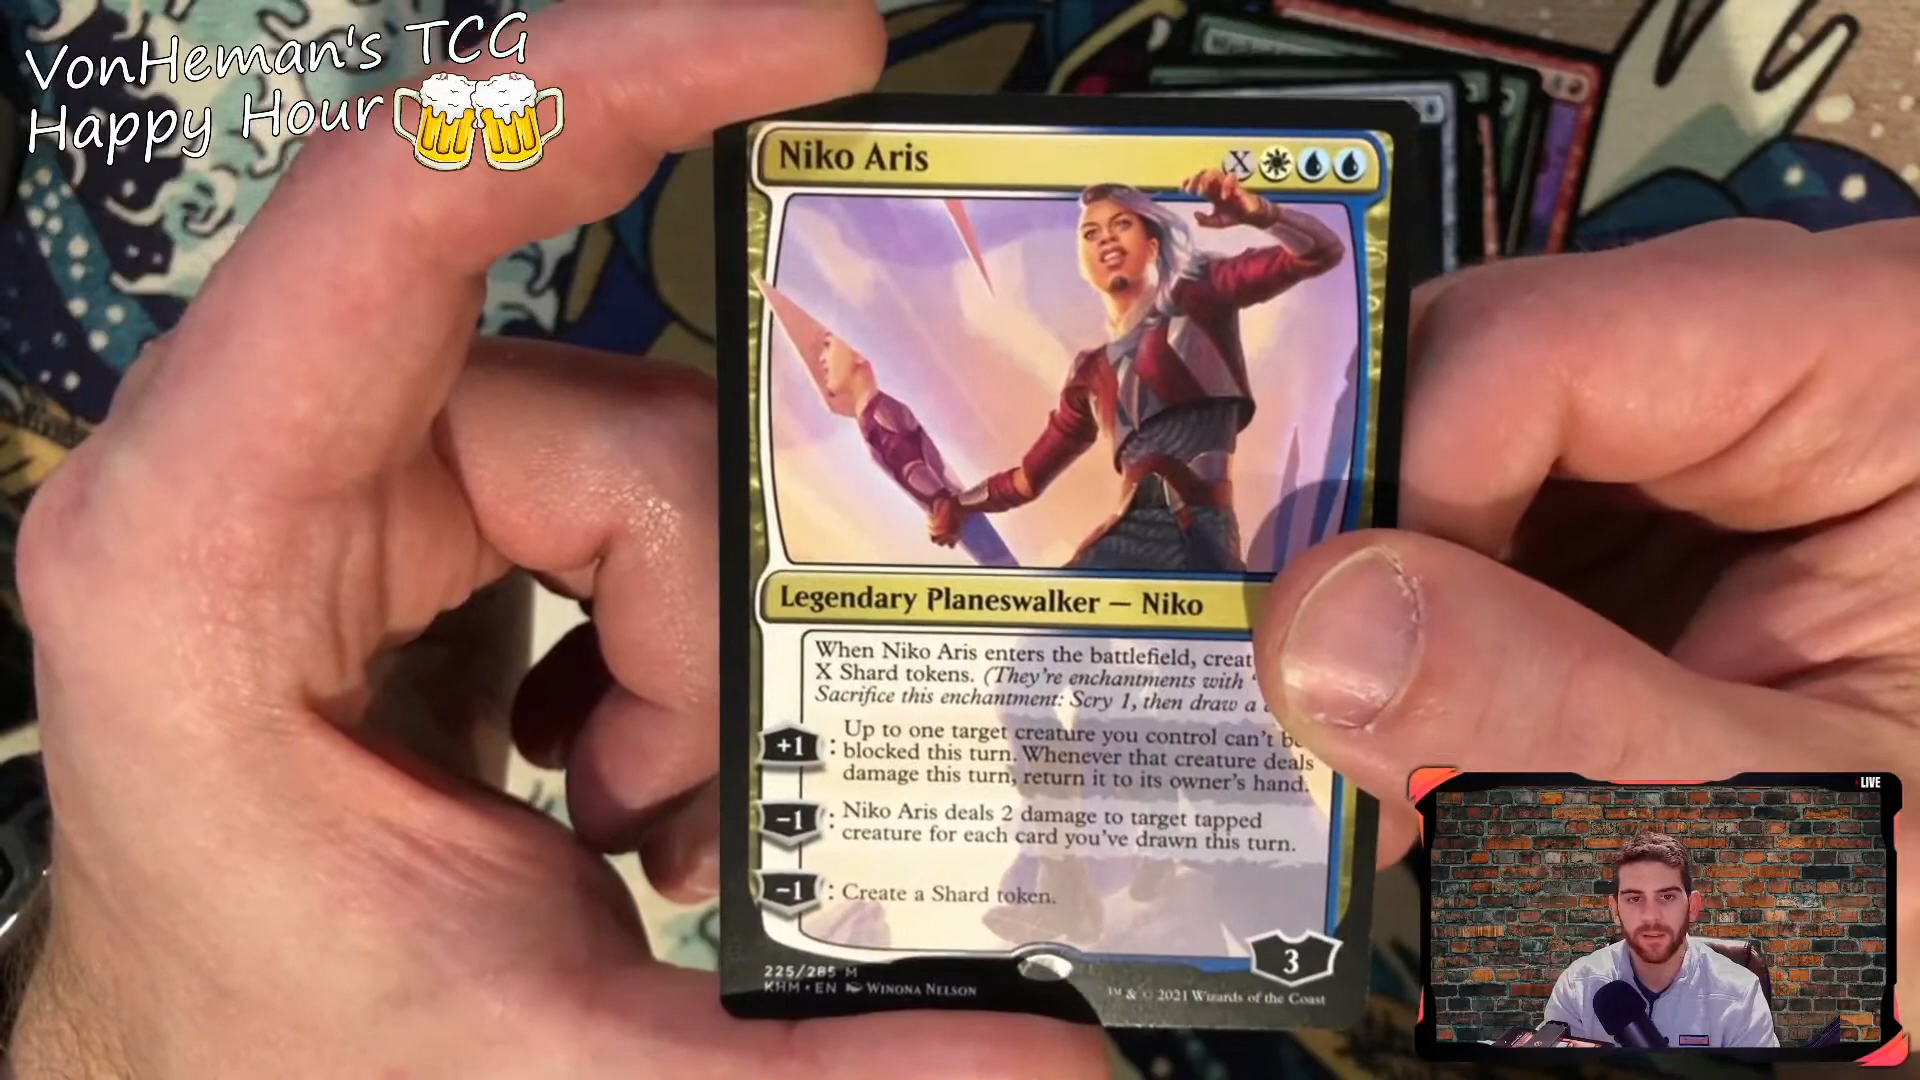 VonHeman's TCG
Happy Hour
Niko Aris
X
Legendary Planeswalker — Niko
When Niko Aris enters the battlefield, creat
X Shard tokens. (They're enchantments with
Sacrifice this enchantment: Scry 1, then draw a
+1 : Up to one target creature you control can't
blocked this turn. Whenever that creature deals
damage this turn, return it to its owner's hand.
−1 : Niko Aris deals 2 damage to target tapped
creature for each card you've drawn this turn.
−1 : Create a Shard token.
3
225/285 M
KHM • EN Winona Nelson
™ & © 2021 Wizards of the Coast
LIVE